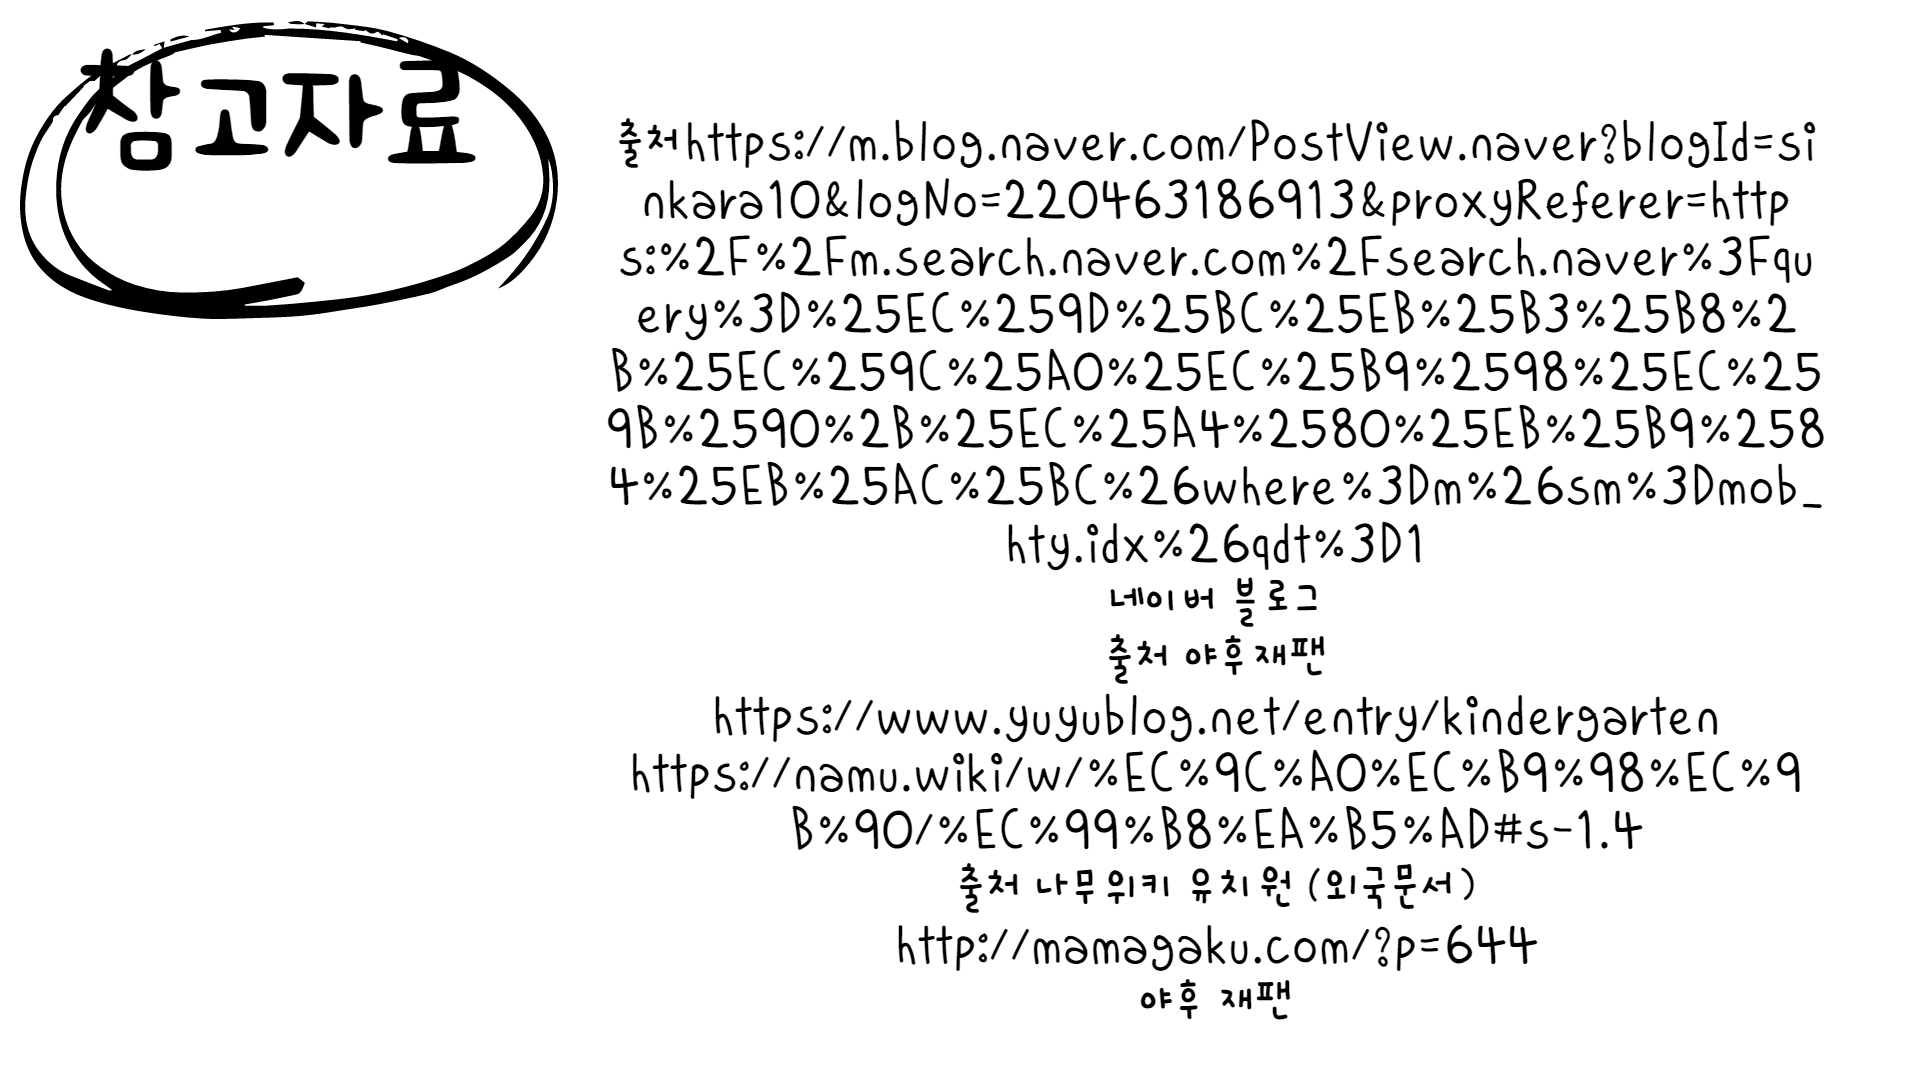 참고자료
출처https://m.blog.naver.com/PostView.naver?blogId=si
nkara10&logNo=220463186913&proxyReferer=http
s:%2F%2Fm.search.naver.com%2Fsearch.naver%3Fqu
ery%3D%25EC%259D%25BC%25EB%25B3%25B8%2
B%25EC%259C%25A0%25EC%25B9%2598%25EC%25
9B%2590%2B%25EC%25A4%2580%25EB%25B9%258
4%25EB%25AC%25BC%26where%3Dm%26sm%3Dmob_
hty.idx%26qdt%3D1
네이버 블로그
출처 야후재팬
https://www.yuyublog.net/entry/kindergarten
https://namu.wiki/w/%EC%9C%A0%EC%B9%98%EC%9
B%90/%EC%99%B8%EA%B5%AD#s-1.4
출처 나무위키 유치원 (외국문서)
http://mamagaku.com/?p=644
야후 재팬